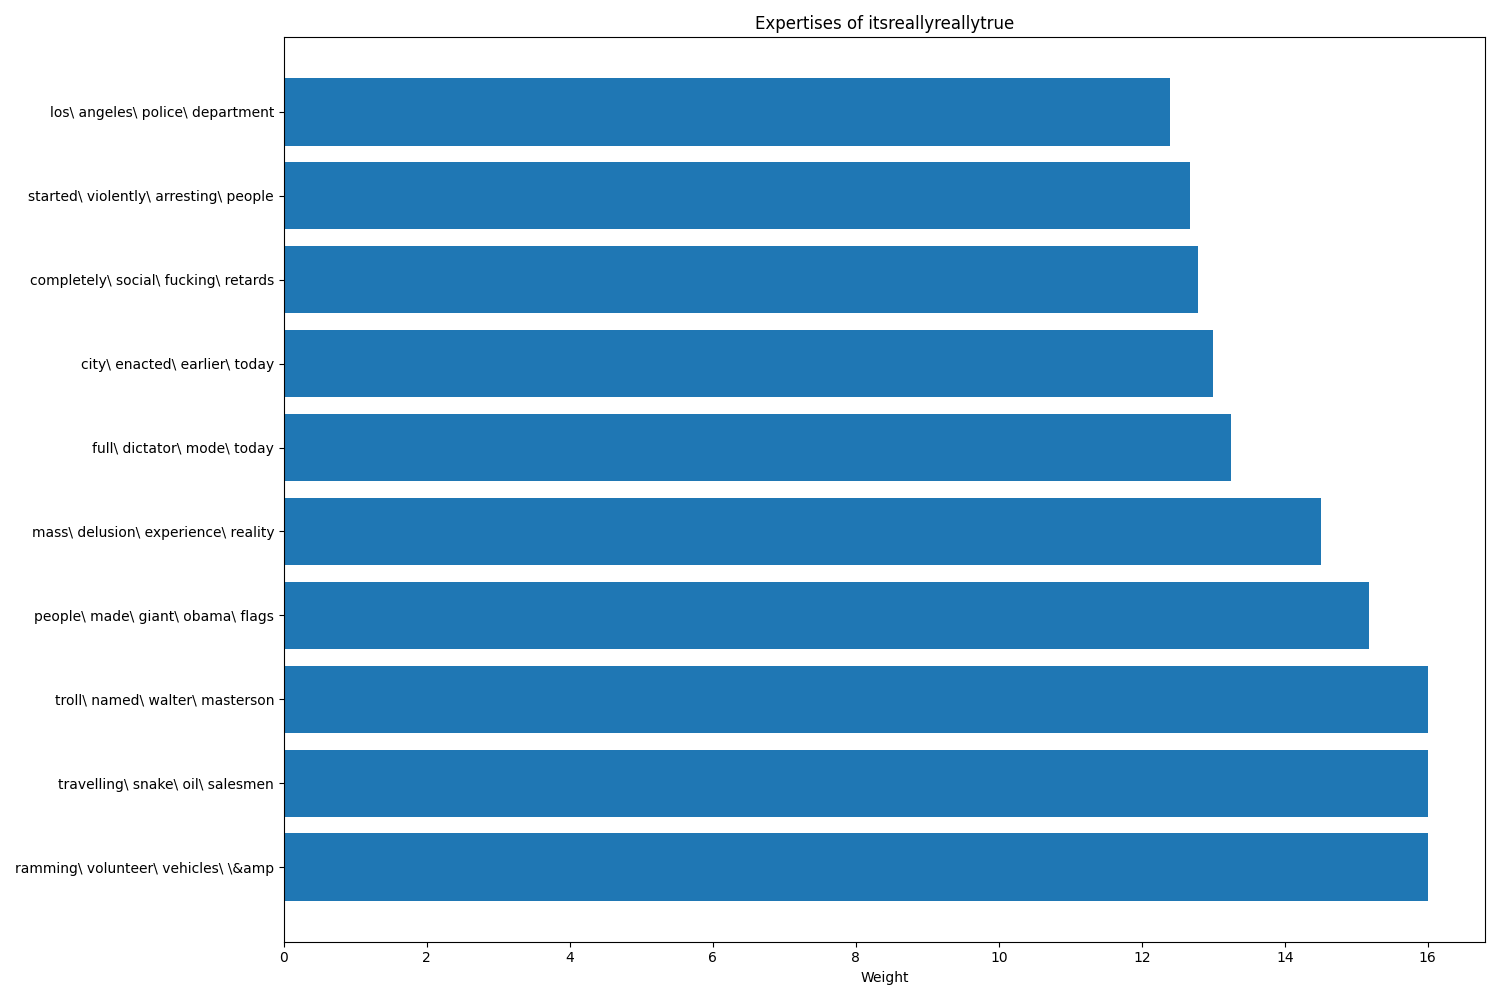 Expertises of itsreallyreallytrue
los\ angeles\ police\ department
started\ violently\ arresting\ people
completely\ social\ fucking\ retards
city\ enacted\ earlier\ today
full\ dictator\ mode\ today
mass\ delusion\ experience\ reality
people\ made\ giant\ obama\ flags
troll\ named\ walter\ masterson
travelling\ snake\ oil\ salesmen
ramming\ volunteer\ vehicles\ \&amp
0 2 4 6 8 10 12 14 16
Weight